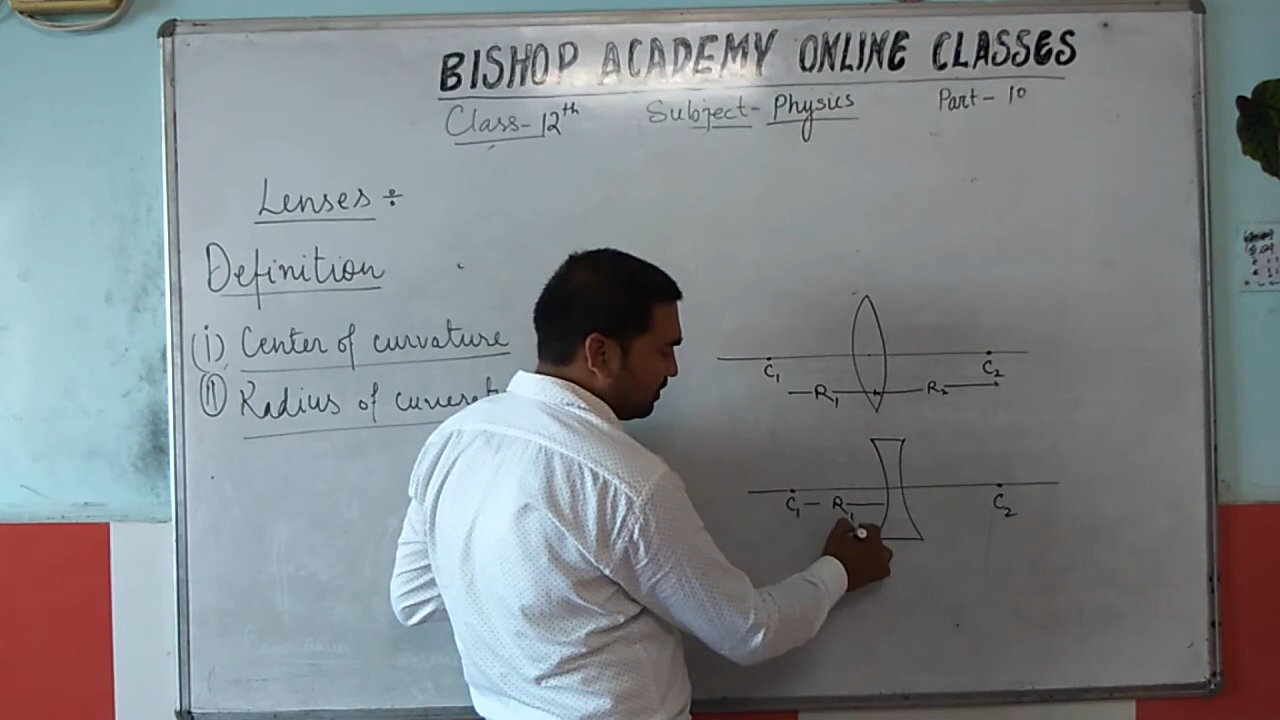 BISHOP ACADEMY ONLINE CLASSES
Class-12th Subject-Physics Part-10
Lenses÷
Definition
(i) Center of curvature
(ii) Radius of
C1 C2
R1 R2
C1 R1 C2